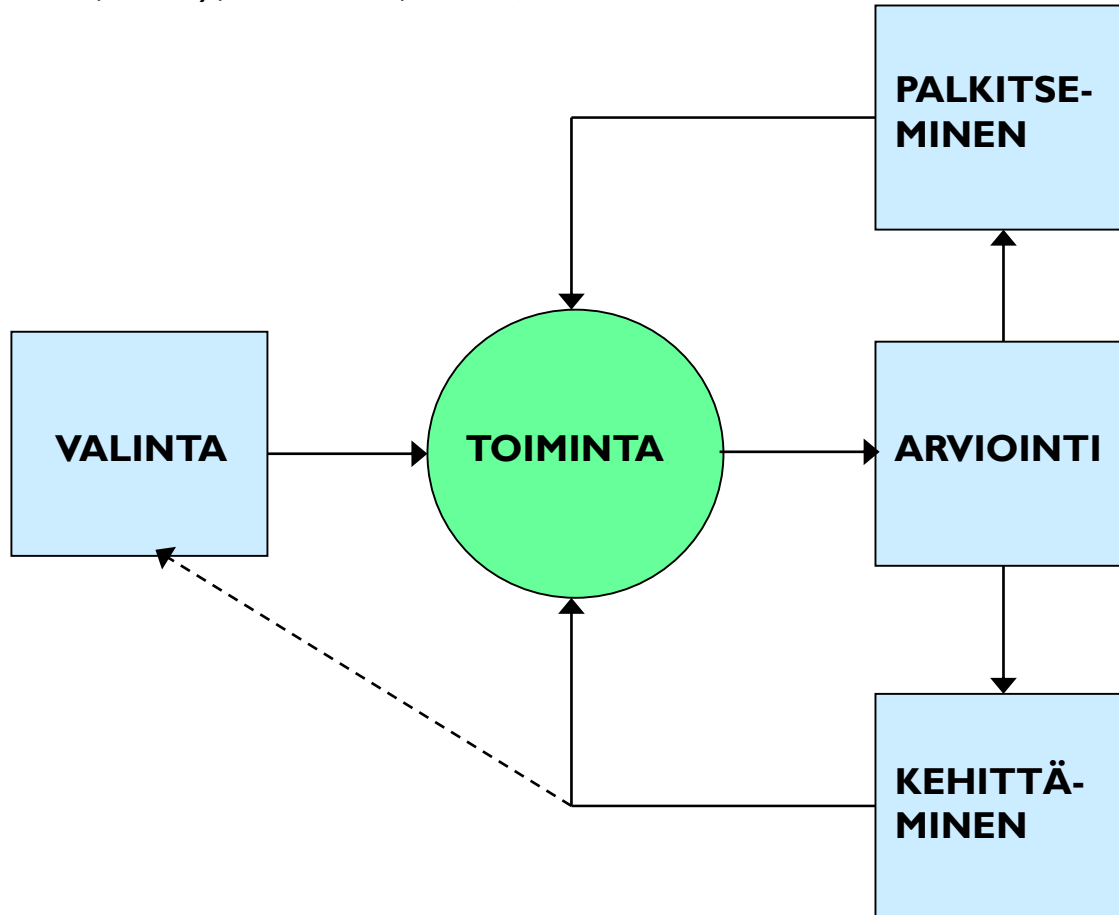 PALKITSE-
MINEN
VALINTA
TOIMINTA
ARVIOINTI
KEHITTÄ-
MINEN